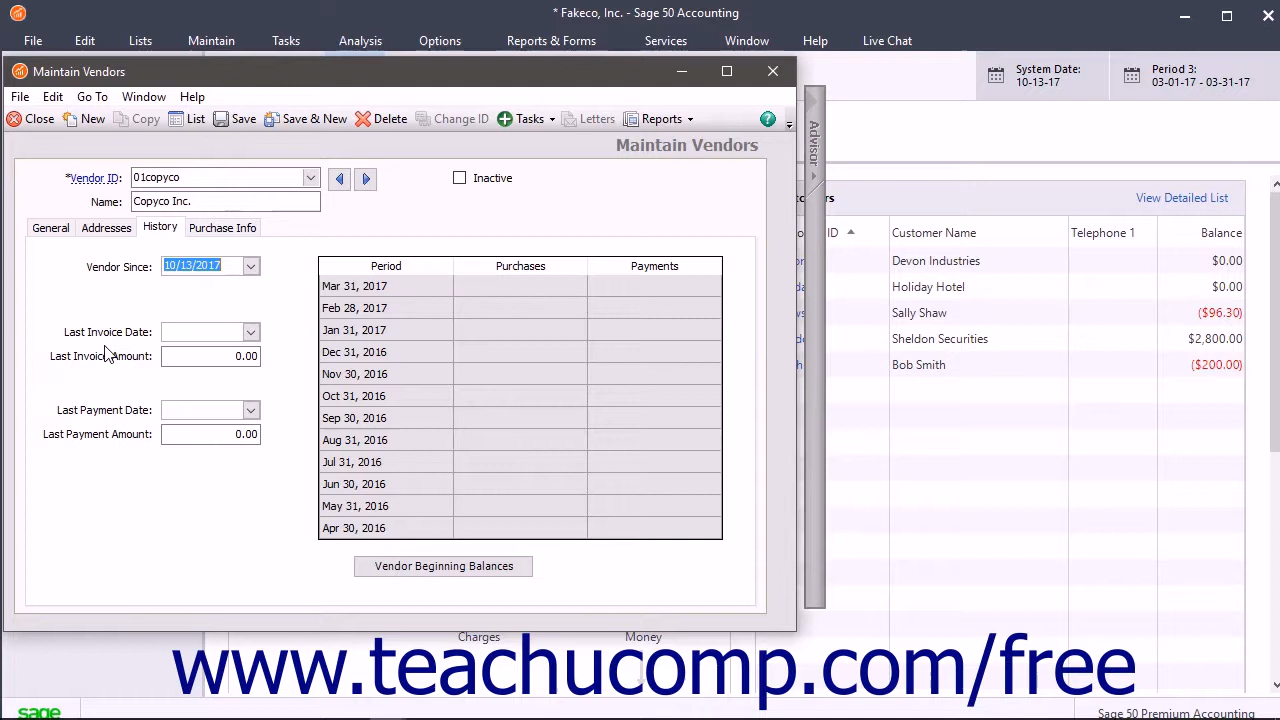 * Fakeco, Inc. - Sage 50 Accounting
File Edit Lists Maintain Tasks Analysis Options Reports & Forms Services Window Help Live Chat
System Date:
10-13-17
Period 3:
03-01-17 - 03-31-17
Maintain Vendors
File Edit Go To Window Help
Close New Copy List Save Save & New Delete Change ID Tasks Letters Reports
Maintain Vendors
*Vendor ID: 01copyco Inactive
Name: Copyco Inc.
General Addresses History Purchase Info
Vendor Since: 10/13/2017
Last Invoice Date:
Last Invoice Amount: 0.00
Last Payment Date:
Last Payment Amount: 0.00
Period Purchases Payments
Mar 31, 2017
Feb 28, 2017
Jan 31, 2017
Dec 31, 2016
Nov 30, 2016
Oct 31, 2016
Sep 30, 2016
Aug 31, 2016
Jul 31, 2016
Jun 30, 2016
May 31, 2016
Apr 30, 2016
Vendor Beginning Balances
Advisor
View Detailed List
ID Customer Name Telephone 1 Balance
Devon Industries $0.00
Holiday Hotel $0.00
Sally Shaw ($96.30)
Sheldon Securities $2,800.00
Bob Smith ($200.00)
Charges Money
www.teachucomp.com/free
sage
Sage 50 Premium Accounting